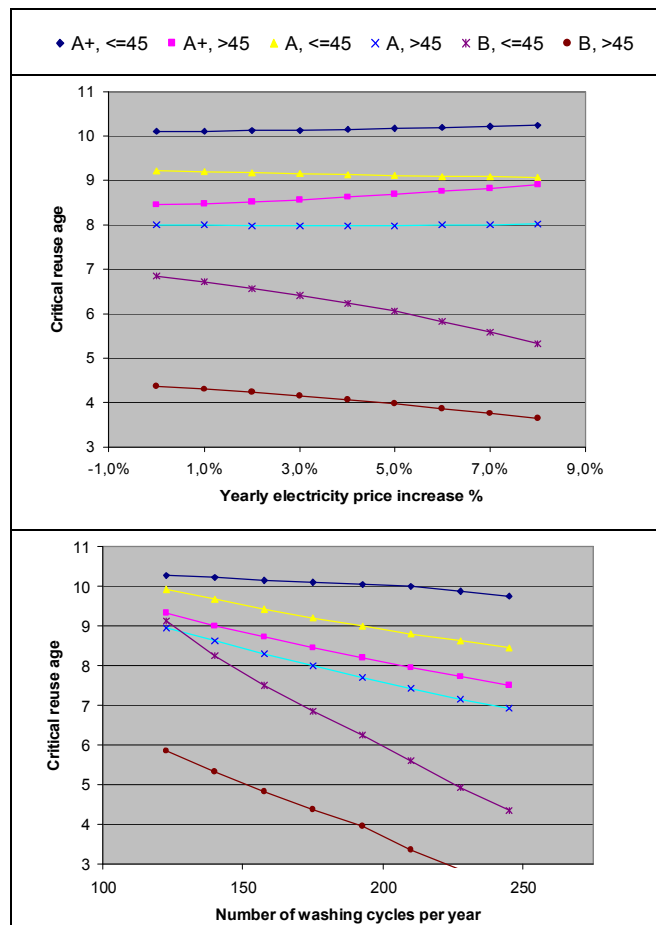 A+, <=45 A+, >45 A, <=45 A, >45 B, <=45 B, >45
11
10
9
8
7
6
5
4
3
Critical reuse age
-1,0% 1,0% 3,0% 5,0% 7,0% 9,0%
Yearly electricity price increase %
11
10
9
8
7
6
5
4
3
Critical reuse age
100 150 200 250
Number of washing cycles per year